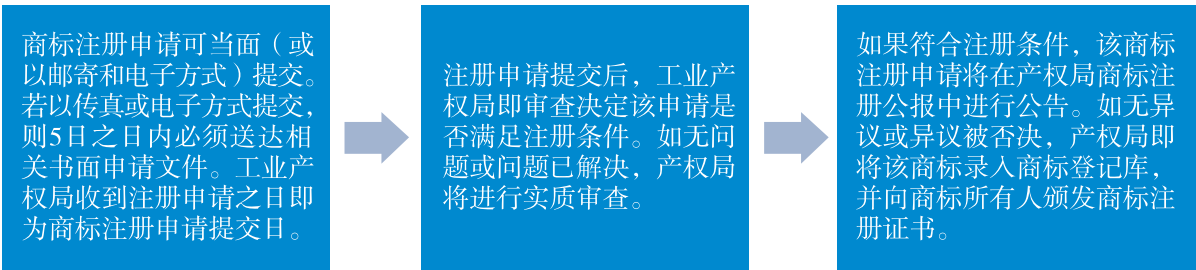 商标注册申请可当面（或
以邮寄和电子方式）提交。
若以传真或电子方式提交，
则5日之日内必须送达相
关书面申请文件。工业产
权局收到注册申请之日即
为商标注册申请提交日。
注册申请提交后，工业产
权局即审查决定该申请是
否满足注册条件。如无问
题或问题已解决，产权局
将进行实质审查。
如果符合注册条件，该商标
注册申请将在产权局商标注
册公报中进行公告。如无异
议或异议被否决，产权局即
将该商标录入商标登记库，
并向商标所有人颁发商标注
册证书。